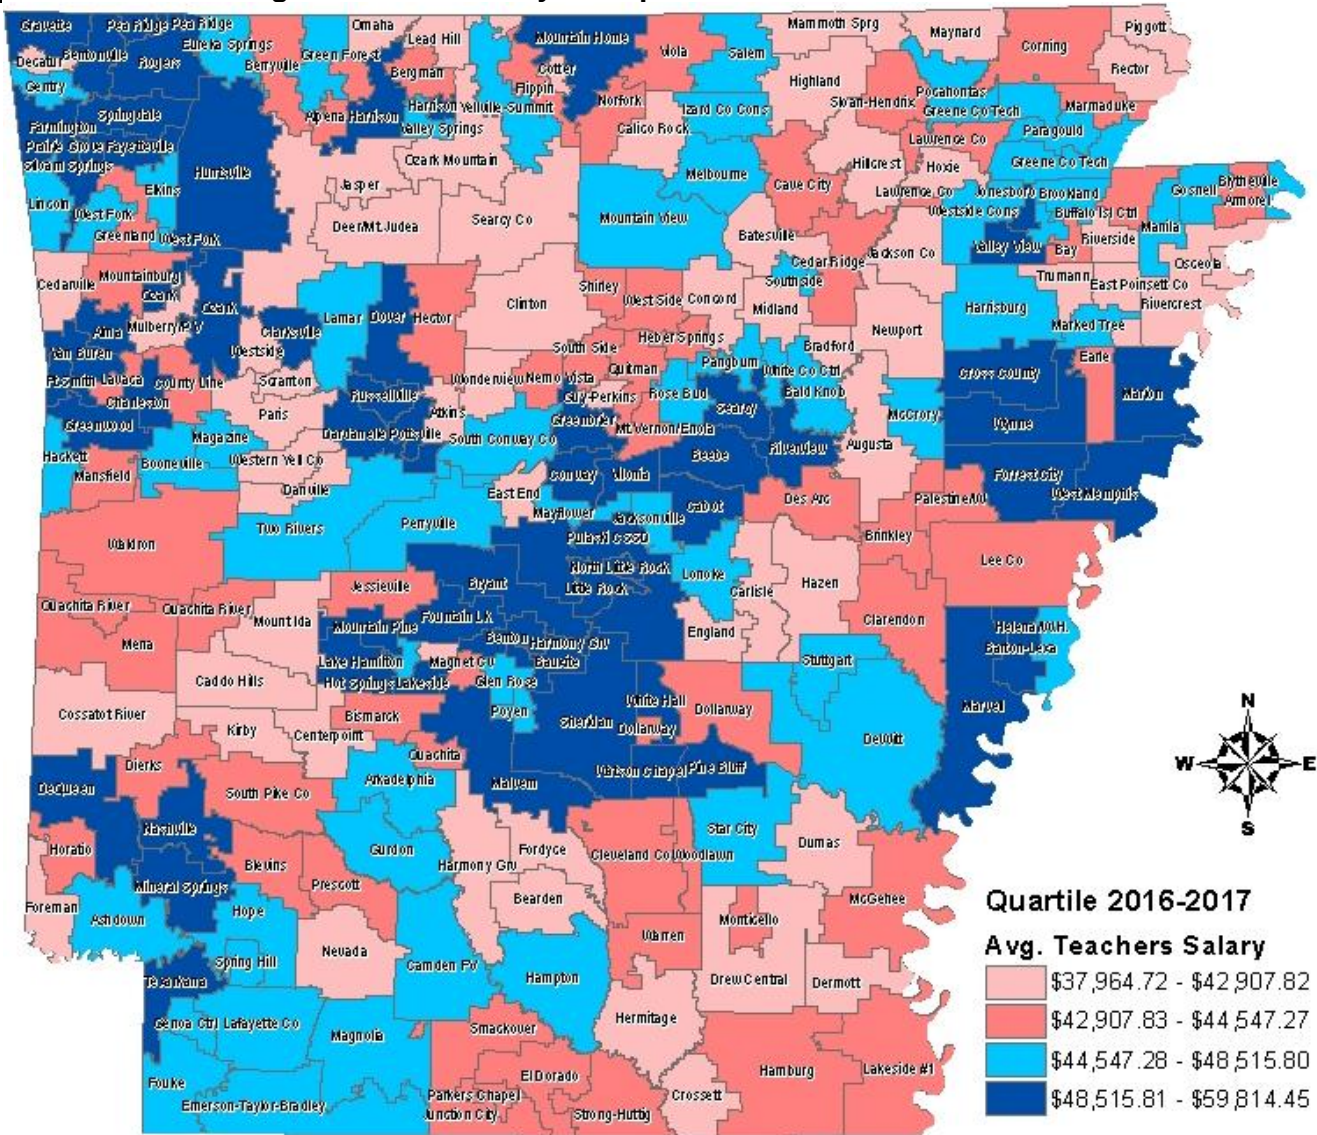 Gravette
Pea Ridge Pea Ridge
Omaha
Lead Hill
Mountain Home
Viola
Salem
Mammoth Sprg
Maynard
Corning
Piggott
Rector
Decatur
Bentonville
Rogers
Eureka Springs
Berryville
Green Forest
Bergman
Cotter
Flippin
Norfork
Highland
Sloan-Hendrix
Pocahontas
Greene Co Tech
Marmaduke
Gentry
Springdale
Alpena
Harrison
Harrison
Yellville-Summit
Valley Springs
Calico Rock
Izard Co Cons
Lawrence Co
Paragould
Farmington
Prairie Grove
Fayetteville
Siloam Springs
Huntsville
Ozark Mountain
Melbourne
Cave City
Hillcrest
Hoxie
Greene Co Tech
Elkins
Jasper
Lawrence Co
Jonesboro
Brookland
Gosnell
Blytheville
Armorel
Lincoln
West Fork
Greenland
West Fork
Deer/Mt.Judea
Searcy Co
Mountain View
Batesville
Westside Cons
Buffalo Isl Ctrl
Manila
Valley View
Bay
Riverside
Osceola
Cedarville
Mountainburg
Ozark
Ozark
Cedar Ridge
Jackson Co
Southside
Trumann
East Poinsett Co
Rivercrest
Alma
Mulberry/P.V
Clarksville
Lamar
Dover
Hector
Clinton
Shirley
West Side
Concord
Midland
Newport
Harrisburg
Marked Tree
Van Buren
Westside
South Side
Heber Springs
Bradford
Ft.Smith
Lavaca
County Line
Scranton
Wonderview
Nemo Vista
Quitman
Pangburn
White Co Ctrl
Cross County
Earle
Marion
Charleston
Russellville
Guy-Perkins
Rose Bud
Bald Knob
McCrory
Greenwood
Paris
Atkins
Greenbrier
Mt.Vernon/Enola
Searcy
Wynne
Magazine
Dardanelle
Pottsville
South Conway Co
Beebe
Riverview
Augusta
Hackett
Mansfield
Booneville
Western Yell Co
Conway
Vilonia
Forrest City
West Memphis
Danville
East End
Mayflower
Jacksonville
Cabot
Des Arc
Palestine/W
Waldron
Two Rivers
Perryville
Pulaski CSSD
Brinkley
Lee Co
Jessieville
Bryant
North Little Rock
Little Rock
Lonoke
Carlisle
Hazen
Ouachita River
Ouachita River
Mount Ida
Mountain Pine
Fountain Lk
England
Clarendon
Helena/W.H.
Mena
Benton
Harmony Grv
Barton-Lexa
Lake Hamilton
Magnet Cv
Bauxite
Stuttgart
Caddo Hills
Hot Springs
Lakeside
Glen Rose
Cossatot River
Kirby
Centerpoint
Bismarck
Poyen
Sheridan
White Hall
Dollarway
Dollarway
DeWitt
Marvel
Dierks
Ouachita
Arkadelphia
Malvern
Watson Chapel
Pine Bluff
DeQueen
South Pike Co
Nashville
Star City
Horatio
Blevins
Gurdon
Harmony Grv
Fordyce
Cleveland Co
Woodlawn
Dumas
Mineral Springs
Prescott
Foreman
Ashdown
Hope
Bearden
Monticello
McGehee
Spring Hill
Nevada
Camden Fv
Hampton
Warren
Texarkana
Drew Central
Dermott
Genoa Ctrl
Lafayette Co
Magnolia
Smackover
Hermitage
Fouke
El Dorado
Hamburg
Lakeside #1
Emerson-Taylor-Bradley
Parkers Chapel
Junction City
Strong-Huttig
Crossett
N
W
E
S
Quartile 2016-2017
Avg. Teachers Salary
$37,964.72 - $42,907.82
$42,907.83 - $44,547.27
$44,547.28 - $48,515.80
$48,515.81 - $59,814.45